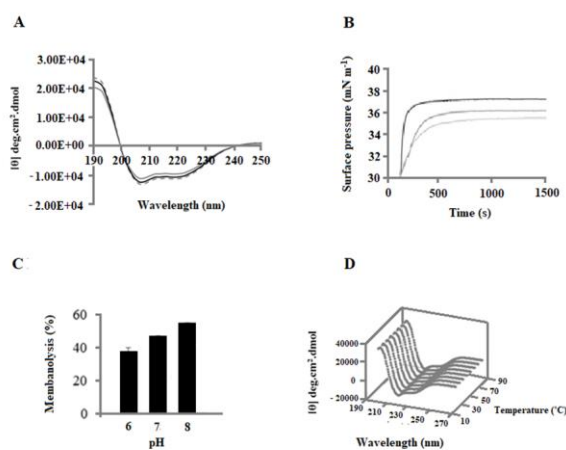 A
|θ| deg.cm².dmol
3.00E+04
2.00E+04
1.00E+04
0.00E+00
-1.00E+04
-2.00E+04
190 200 210 220 230 240 250
Wavelength (nm)
B
Surface pressure (mN m⁻¹)
40
38
36
34
32
30
0 500 1000 1500
Time (s)
C
Membanolysis (%)
60
40
20
0
6 7 8
pH
D
|θ| deg.cm².dmol
40000
20000
0
-20000
190 210 230 250 270
Wavelength (nm)
90
70
50
30
10
Temperature (°C)